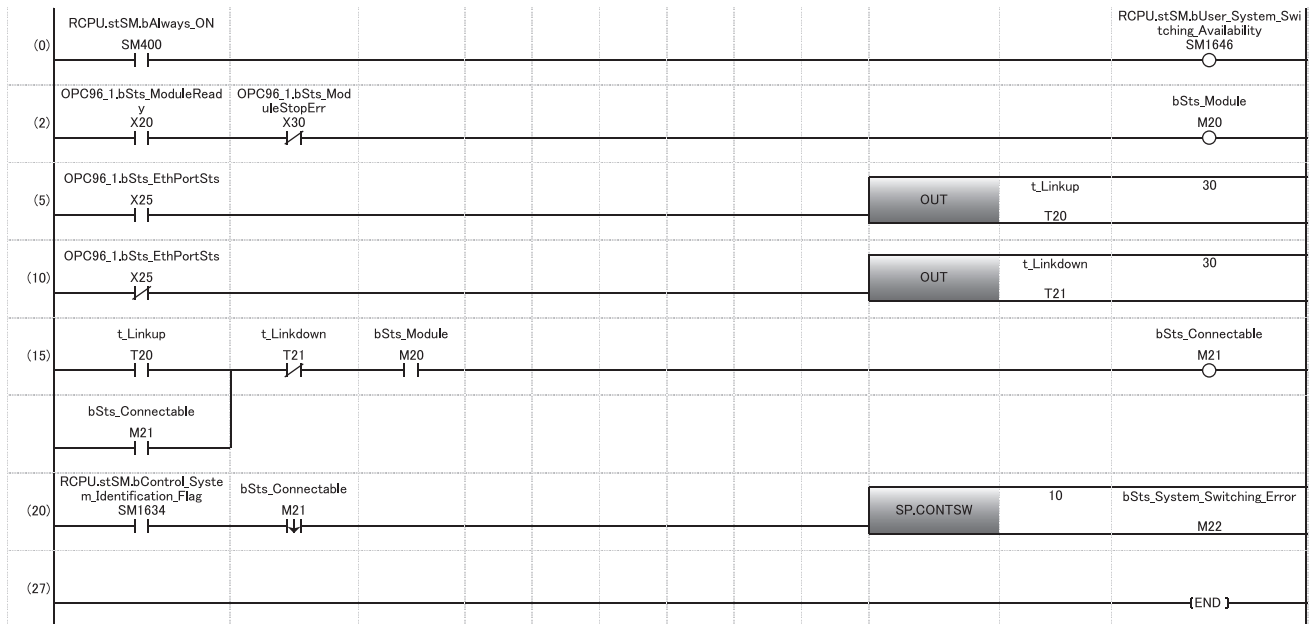 RCPU.stSM.bAlways_ON
RCPU.stSM.bUser_System_Swi
tching_Availability
(0)
SM400
SM1646
OPC96_1.bSts_ModuleRead
y
OPC96_1.bSts_Mod
uleStopErr
bSts_Module
(2)
X20
X30
M20
OPC96_1.bSts_EthPortSts
(5)
X25
OUT
t_Linkup
30
T20
OPC96_1.bSts_EthPortSts
(10)
X25
OUT
t_Linkdown
30
T21
t_Linkup
t_Linkdown
bSts_Module
bSts_Connectable
(15)
T20
T21
M20
M21
bSts_Connectable
M21
RCPU.stSM.bControl_Syste
m_Identification_Flag
bSts_Connectable
(20)
SM1634
M21
SP.CONTSW
10
bSts_System_Switching_Error
M22
(27)
[END]